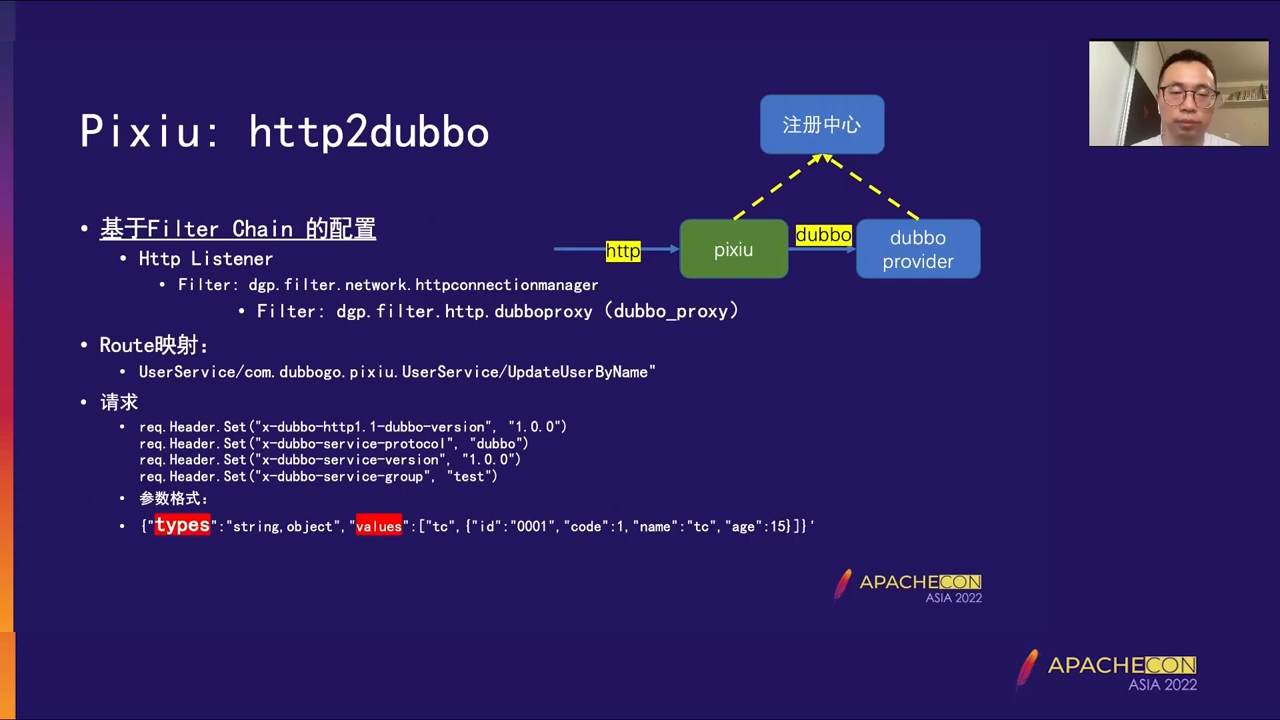 Pixiu: http2dubbo
注册中心
http
pixiu
dubbo
dubbo
provider
• 基于Filter Chain 的配置
• Http Listener
• Filter: dgp.filter.network.httpconnectionmanager
• Filter: dgp.filter.http.dubboproxy（dubbo_proxy）
• Route映射：
• UserService/com.dubbogo.pixiu.UserService/UpdateUserByName"
• 请求
• req.Header.Set("x-dubbo-http1.1-dubbo-version", "1.0.0")
req.Header.Set("x-dubbo-service-protocol", "dubbo")
req.Header.Set("x-dubbo-service-version", "1.0.0")
req.Header.Set("x-dubbo-service-group", "test")
• 参数格式：
• {"types":"string,object","values":["tc",{"id":"0001","code":1,"name":"tc","age":15}]}'
APACHECON
ASIA 2022
APACHECON
ASIA 2022